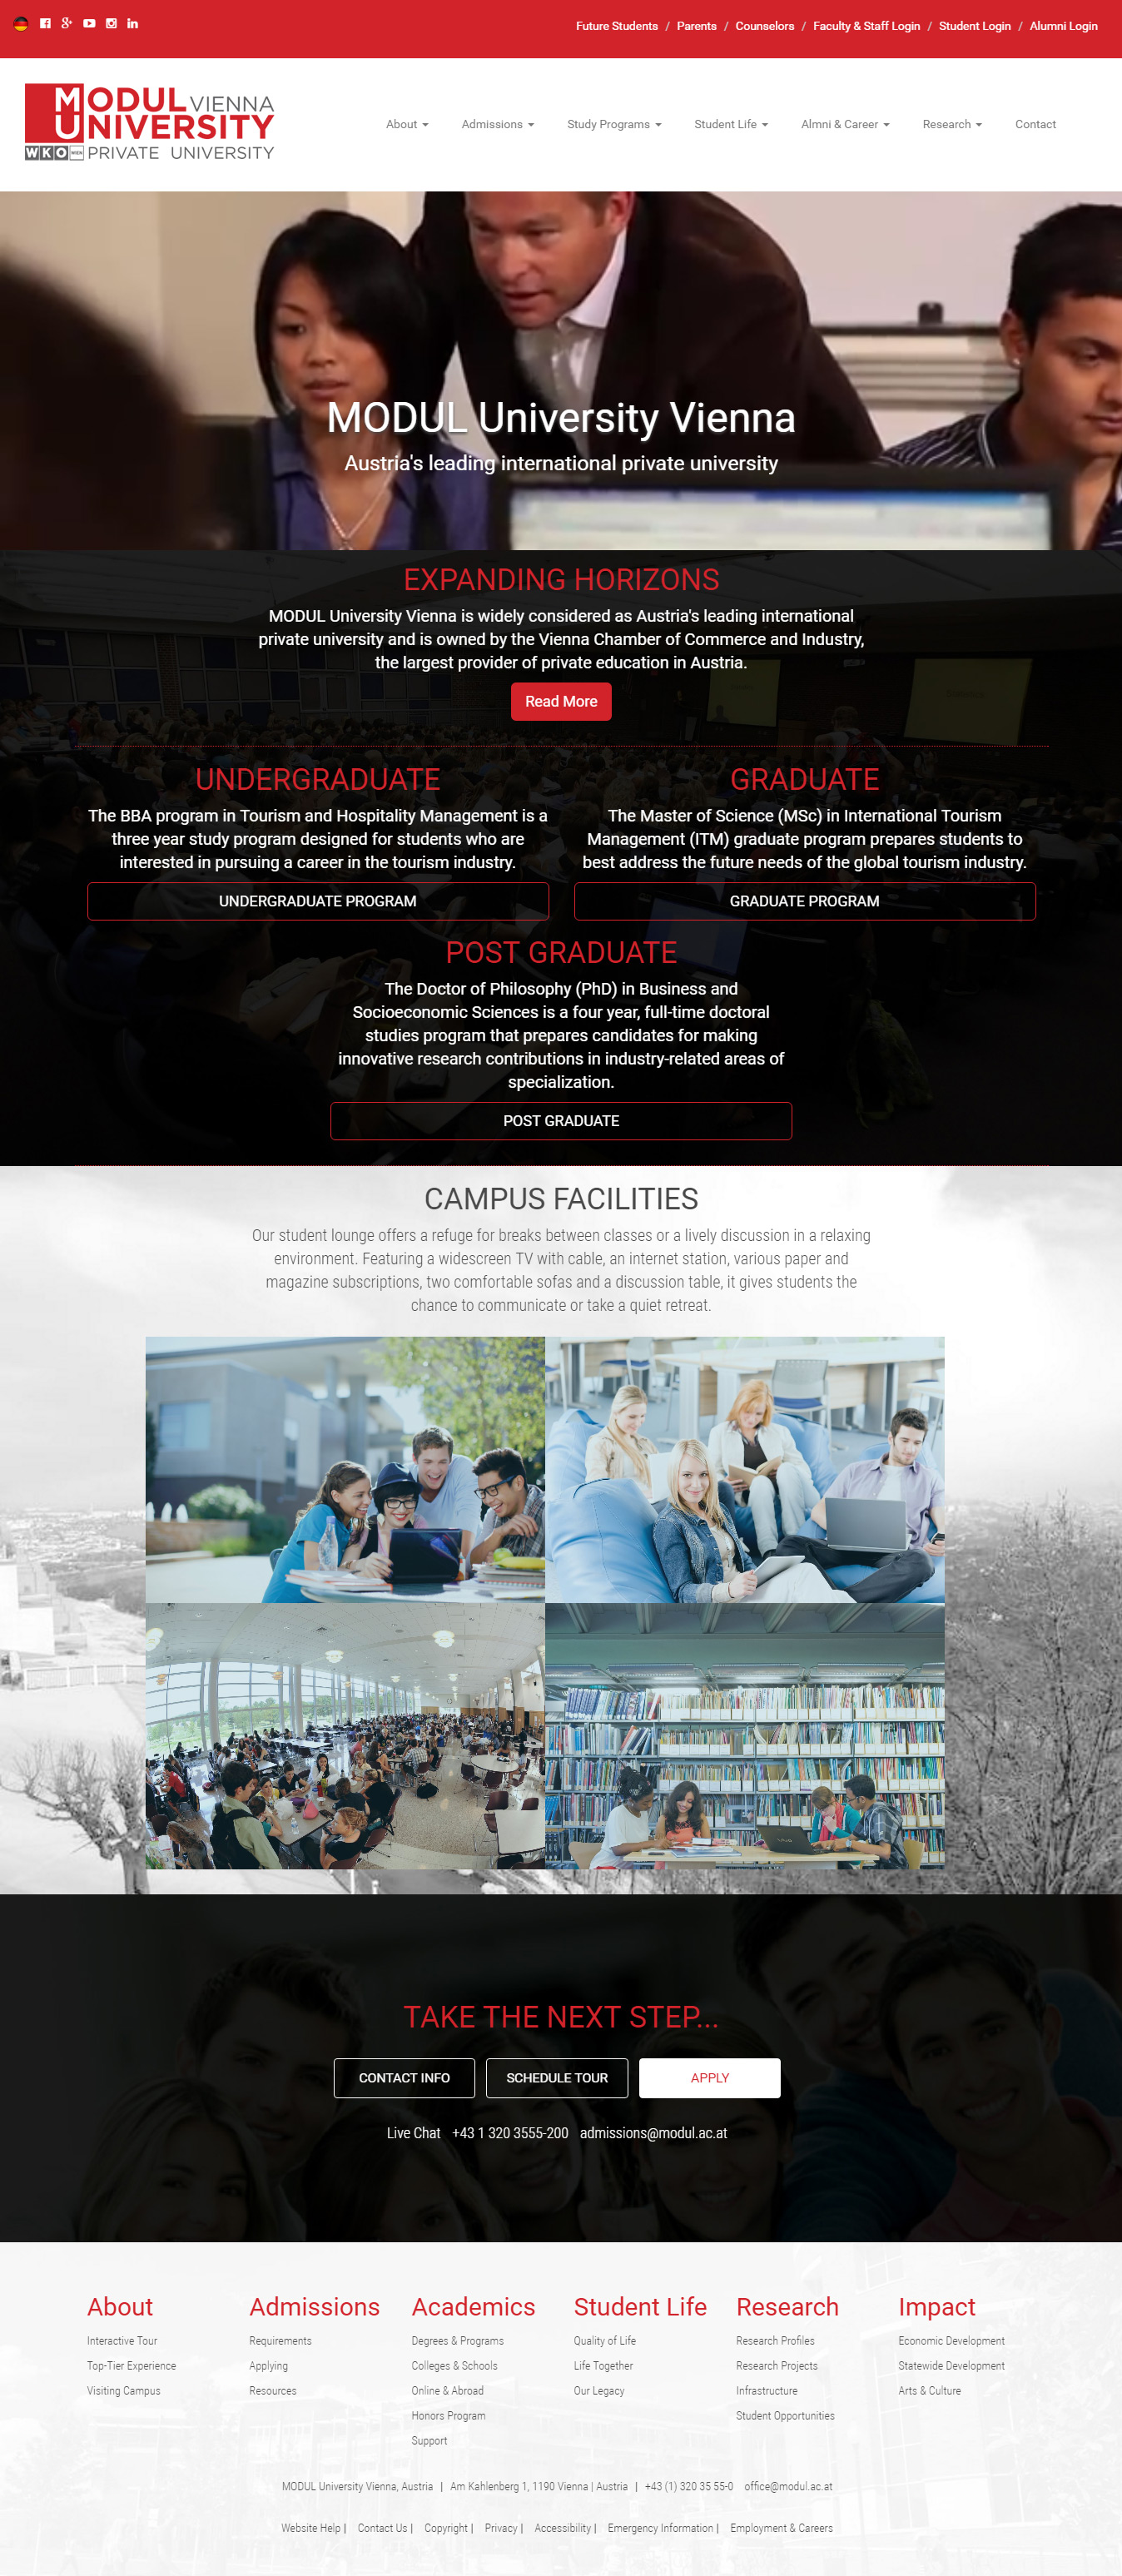 Future Students / Parents / Counselors / Faculty & Staff Login / Student Login / Alumni Login
MODUL VIENNA
UNIVERSITY
WKO WIEN PRIVATE UNIVERSITY
About Admissions Study Programs Student Life Almni & Career Research Contact
MODUL University Vienna
Austria's leading international private university
EXPANDING HORIZONS
MODUL University Vienna is widely considered as Austria's leading international
private university and is owned by the Vienna Chamber of Commerce and Industry,
the largest provider of private education in Austria.
Read More
UNDERGRADUATE
The BBA program in Tourism and Hospitality Management is a
three year study program designed for students who are
interested in pursuing a career in the tourism industry.
UNDERGRADUATE PROGRAM
GRADUATE
The Master of Science (MSc) in International Tourism
Management (ITM) graduate program prepares students to
best address the future needs of the global tourism industry.
GRADUATE PROGRAM
POST GRADUATE
The Doctor of Philosophy (PhD) in Business and
Socioeconomic Sciences is a four year, full-time doctoral
studies program that prepares candidates for making
innovative research contributions in industry-related areas of
specialization.
POST GRADUATE
CAMPUS FACILITIES
Our student lounge offers a refuge for breaks between classes or a lively discussion in a relaxing
environment. Featuring a widescreen TV with cable, an internet station, various paper and
magazine subscriptions, two comfortable sofas and a discussion table, it gives students the
chance to communicate or take a quiet retreat.
TAKE THE NEXT STEP...
CONTACT INFO SCHEDULE TOUR APPLY
Live Chat +43 1 320 3555-200 admissions@modul.ac.at
About
Interactive Tour
Top-Tier Experience
Visiting Campus
Admissions
Requirements
Applying
Resources
Academics
Degrees & Programs
Colleges & Schools
Online & Abroad
Honors Program
Support
Student Life
Quality of Life
Life Together
Our Legacy
Research
Research Profiles
Research Projects
Infrastructure
Student Opportunities
Impact
Economic Development
Statewide Development
Arts & Culture
MODUL University Vienna, Austria | Am Kahlenberg 1, 1190 Vienna | Austria | +43 (1) 320 35 55-0 office@modul.ac.at
Website Help | Contact Us | Copyright | Privacy | Accessibility | Emergency Information | Employment & Careers